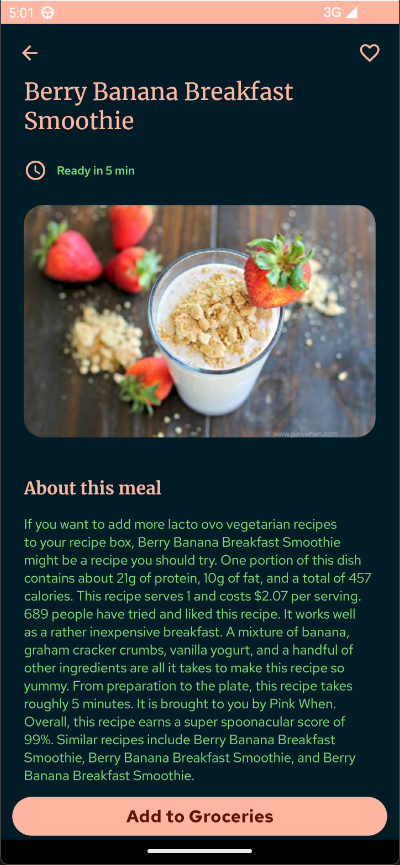 5:01
3G
Berry Banana Breakfast
Smoothie
Ready in 5 min
About this meal
If you want to add more lacto ovo vegetarian recipes
to your recipe box, Berry Banana Breakfast Smoothie
might be a recipe you should try. One portion of this dish
contains about 21g of protein, 10g of fat, and a total of 457
calories. This recipe serves 1 and costs $2.07 per serving.
689 people have tried and liked this recipe. It works well
as a rather inexpensive breakfast. A mixture of banana,
graham cracker crumbs, vanilla yogurt, and a handful of
other ingredients are all it takes to make this recipe so
yummy. From preparation to the plate, this recipe takes
roughly 5 minutes. It is brought to you by Pink When.
Overall, this recipe earns a super spoonacular score of
99%. Similar recipes include Berry Banana Breakfast
Smoothie, Berry Banana Breakfast Smoothie, and Berry
Banana Breakfast Smoothie.
Add to Groceries